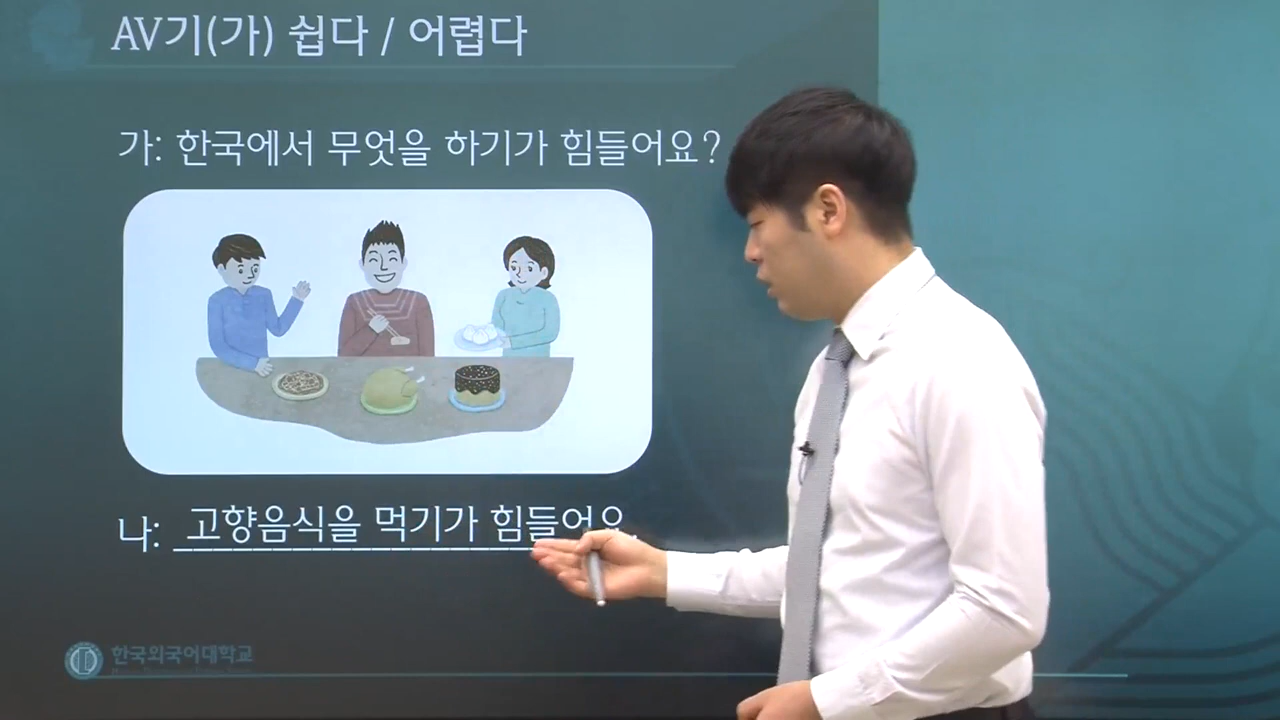 AV기(가) 쉽다 / 어렵다
가: 한국에서 무엇을 하기가 힘들어요?
나: 고향음식을 먹기가 힘들어요.
한국외국어대학교